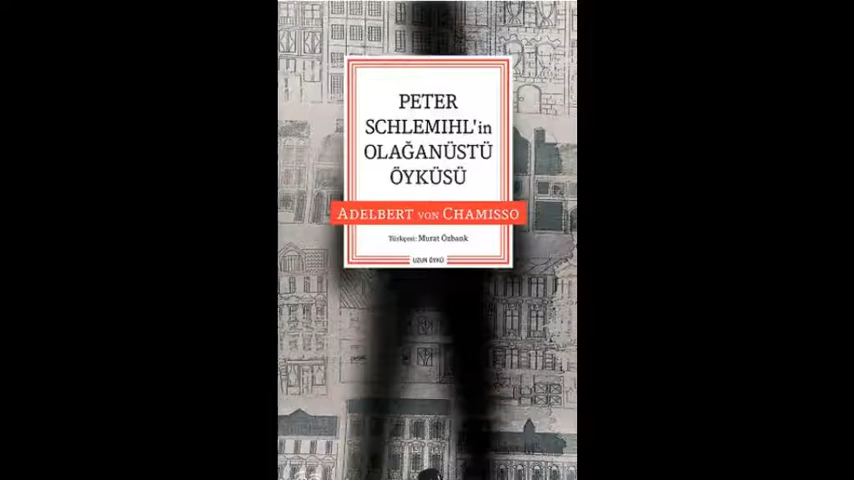 PETER
SCHLEMIHL'in
OLAĞANÜSTÜ
ÖYKÜSÜ
ADELBERT VON CHAMISSO
Türkçesi: Murat Özbank
UZUN ÖYKÜ